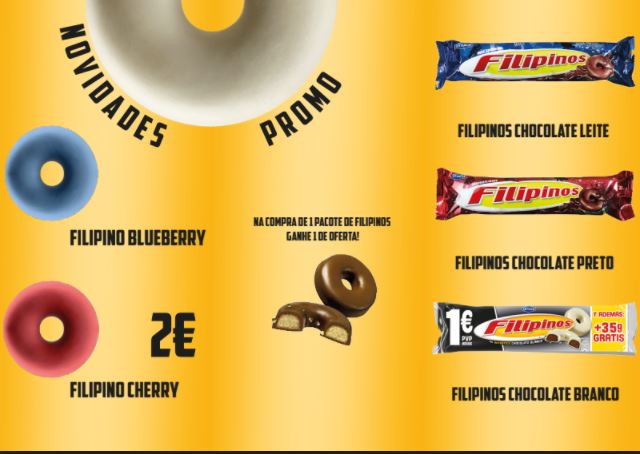 NOVIDADES
PROMO
FILIPINO BLUEBERRY
2€
FILIPINO CHERRY
NA COMPRA DE 1 PACOTE DE FILIPINOS
GANHE 1 DE OFERTA!
Filipinos
FILIPINOS CHOCOLATE LEITE
Filipinos
FILIPINOS CHOCOLATE PRETO
1€
PVP
Filipinos
Y ADEMÁS:
+35g
GRATIS
FILIPINOS CHOCOLATE BRANCO